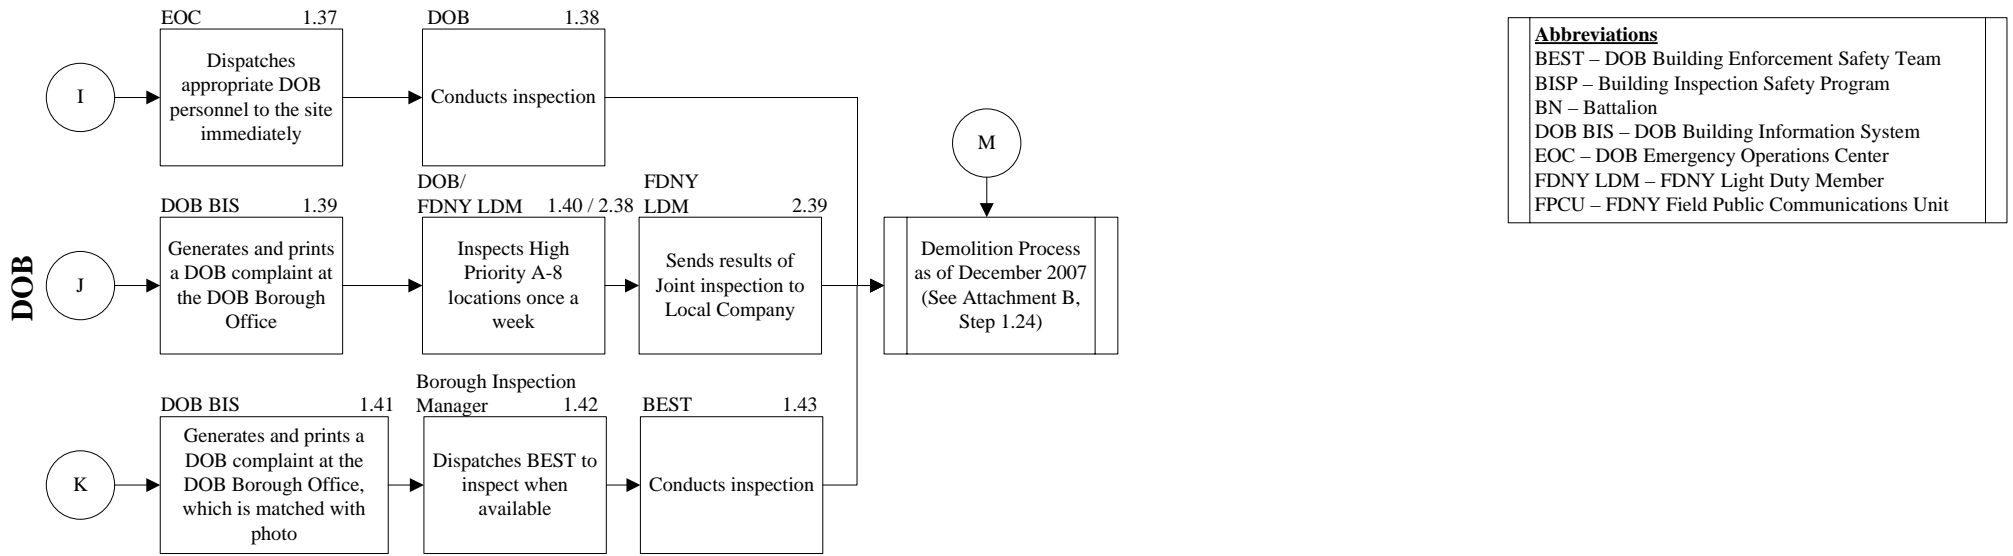 EOC 1.37
DOB 1.38
I
Dispatches
appropriate DOB
personnel to the site
immediately
Conducts inspection
M
DOB
DOB BIS 1.39
DOB/
FDNY LDM 1.40 / 2.38
FDNY
LDM 2.39
J
Generates and prints
a DOB complaint at
the DOB Borough
Office
Inspects High
Priority A-8
locations once a
week
Sends results of
Joint inspection to
Local Company
Demolition Process
as of December 2007
(See Attachment B,
Step 1.24)
DOB BIS 1.41
Borough Inspection
Manager 1.42
BEST 1.43
K
Generates and prints a
DOB complaint at the
DOB Borough Office,
which is matched with
photo
Dispatches BEST to
inspect when
available
Conducts inspection
Abbreviations
BEST – DOB Building Enforcement Safety Team
BISP – Building Inspection Safety Program
BN – Battalion
DOB BIS – DOB Building Information System
EOC – DOB Emergency Operations Center
FDNY LDM – FDNY Light Duty Member
FPCU – FDNY Field Public Communications Unit